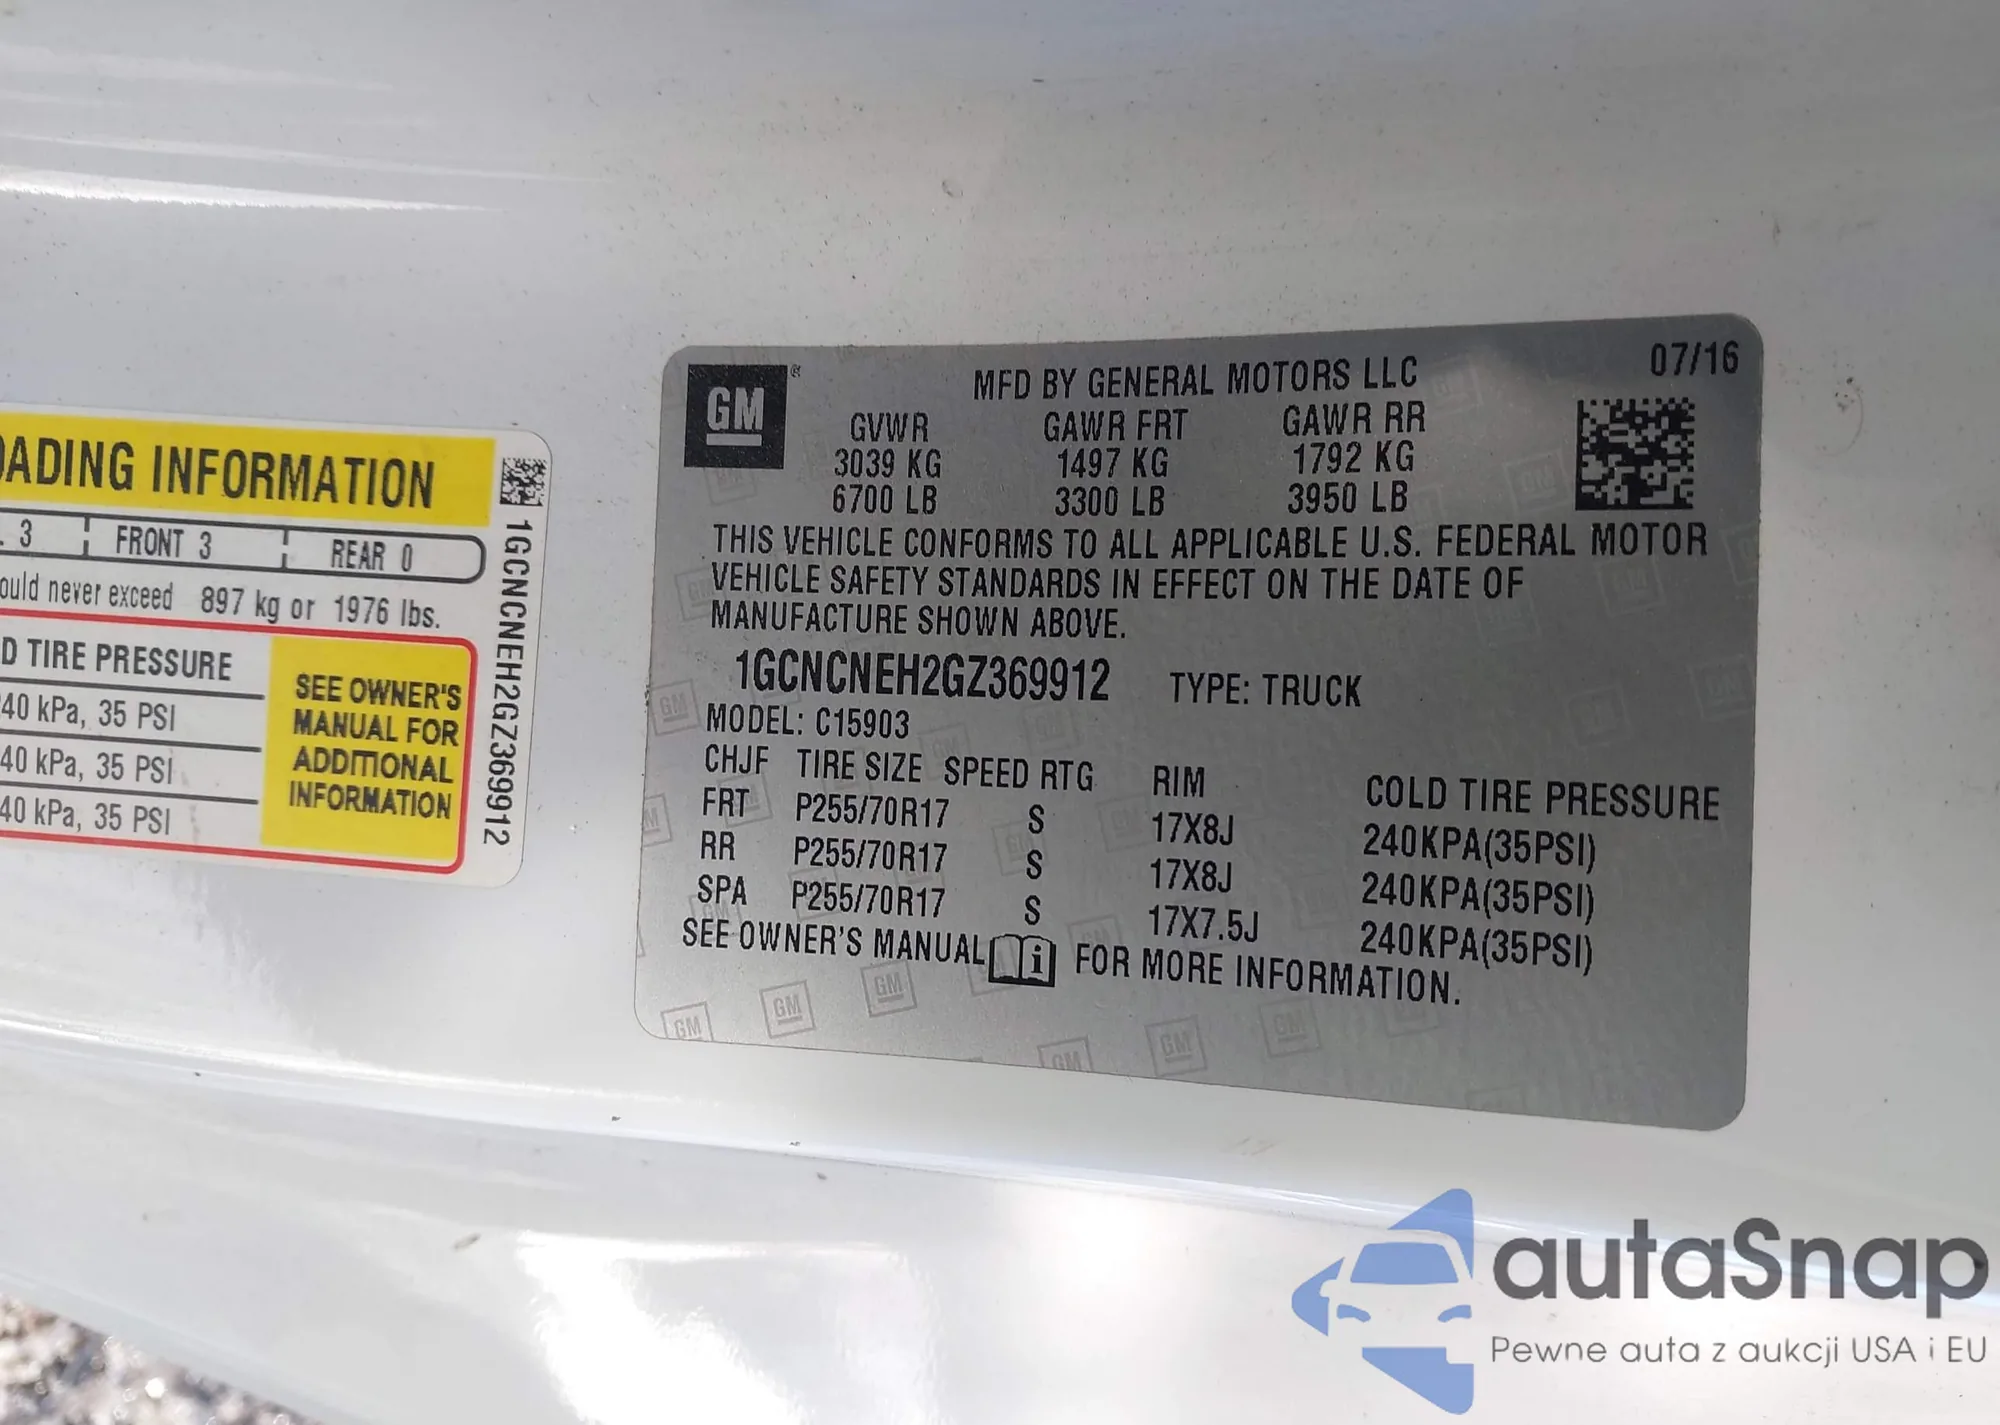 OADING INFORMATION
. 3 FRONT 3 REAR 0
ould never exceed 897 kg or 1976 lbs.
D TIRE PRESSURE
40 kPa, 35 PSI
40 kPa, 35 PSI
40 kPa, 35 PSI
SEE OWNER'S
MANUAL FOR
ADDITIONAL
INFORMATION
1GCNCNEH2GZ369912
GM
MFD BY GENERAL MOTORS LLC 07/16
GVWR GAWR FRT GAWR RR
3039 KG 1497 KG 1792 KG
6700 LB 3300 LB 3950 LB
THIS VEHICLE CONFORMS TO ALL APPLICABLE U.S. FEDERAL MOTOR
VEHICLE SAFETY STANDARDS IN EFFECT ON THE DATE OF
MANUFACTURE SHOWN ABOVE.
1GCNCNEH2GZ369912 TYPE: TRUCK
MODEL: C15903
CHJF TIRE SIZE SPEED RTG RIM COLD TIRE PRESSURE
FRT P255/70R17 S 17X8J 240KPA(35PSI)
RR P255/70R17 S 17X8J 240KPA(35PSI)
SPA P255/70R17 S 17X7.5J 240KPA(35PSI)
SEE OWNER'S MANUAL i FOR MORE INFORMATION.
autaSnap
Pewne auta z aukcji USA i EU